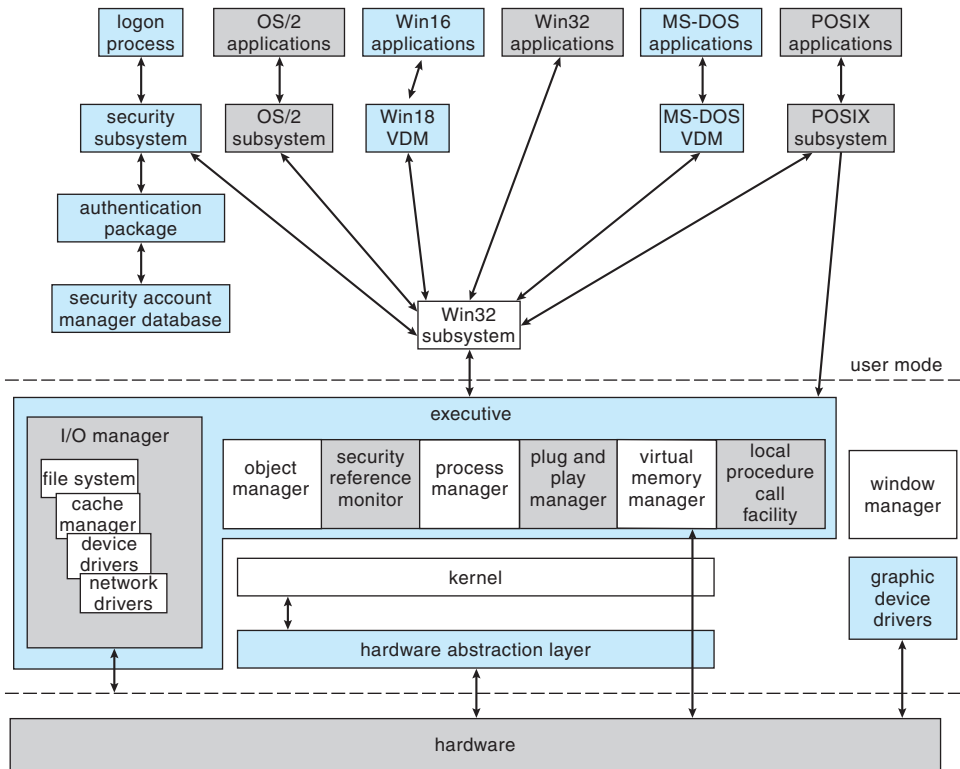 logon
process
OS/2
applications
Win16
applications
Win32
applications
MS-DOS
applications
POSIX
applications
security
subsystem
OS/2
subsystem
Win18
VDM
MS-DOS
VDM
POSIX
subsystem
authentication
package
security account
manager database
Win32
subsystem
user mode
executive
I/O manager
file system
cache
manager
device
drivers
network
drivers
object
manager
security
reference
monitor
process
manager
plug and
play
manager
virtual
memory
manager
local
procedure
call
facility
window
manager
kernel
graphic
device
drivers
hardware abstraction layer
hardware